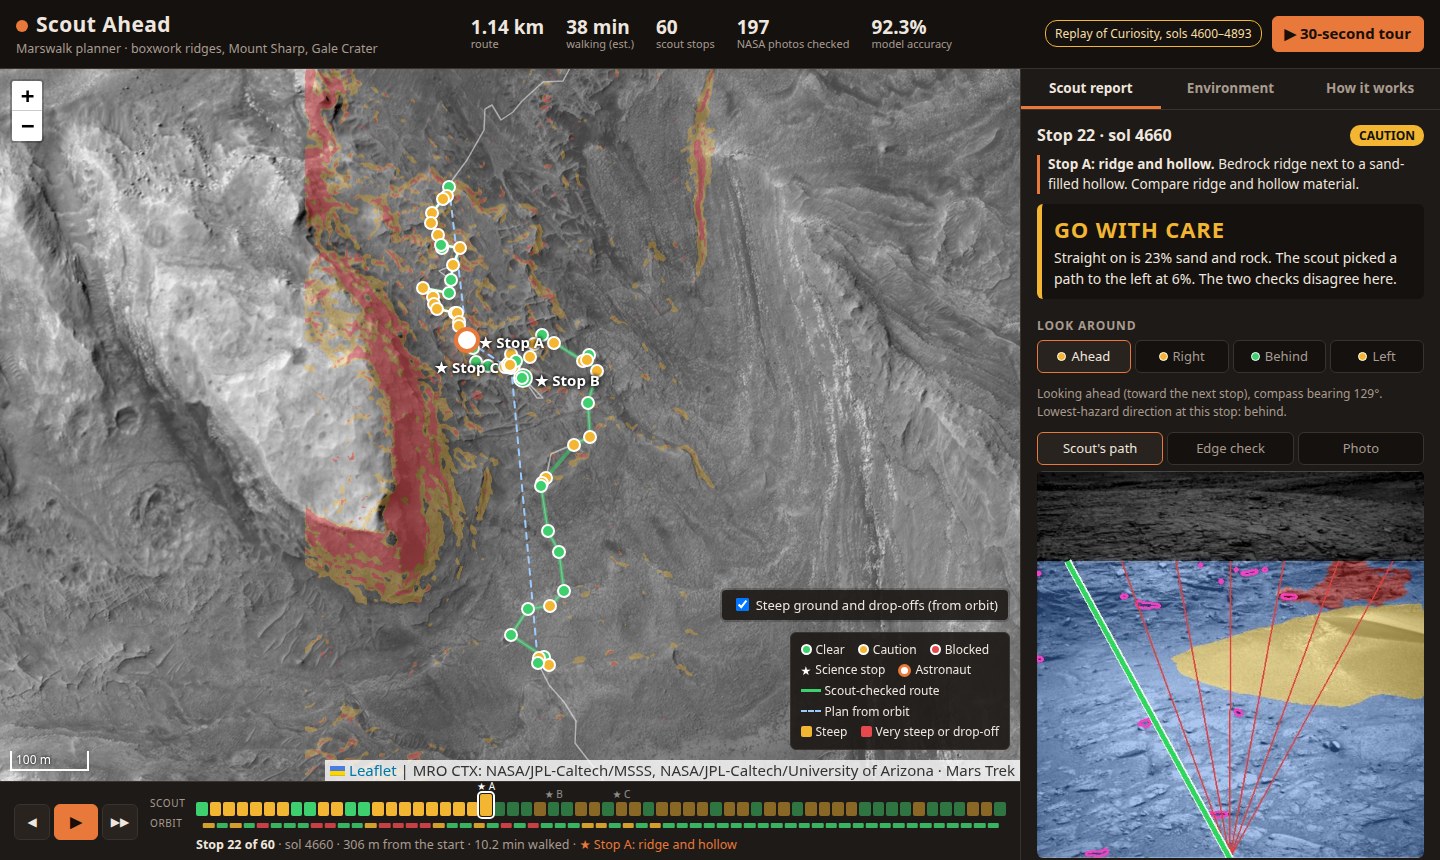 Scout Ahead
Marswalk planner · boxwork ridges, Mount Sharp, Gale Crater
1.14 km
route
38 min
walking (est.)
60
scout stops
197
NASA photos checked
92.3%
model accuracy
Replay of Curiosity, sols 4600–4893
▶ 30-second tour
+
−
★ Stop A
★ Stop C
★ Stop B
Steep ground and drop-offs (from orbit)
Clear Caution Blocked
★ Science stop Astronaut
Scout-checked route
Plan from orbit
Steep Very steep or drop-off
100 m
Leaflet | MRO CTX: NASA/JPL-Caltech/MSSS, NASA/JPL-Caltech/University of Arizona · Mars Trek
Scout report Environment How it works
Stop 22 · sol 4660 CAUTION
Stop A: ridge and hollow. Bedrock ridge next to a sand-
filled hollow. Compare ridge and hollow material.
GO WITH CARE
Straight on is 23% sand and rock. The scout picked a
path to the left at 6%. The two checks disagree here.
LOOK AROUND
Ahead Right Behind Left
Looking ahead (toward the next stop), compass bearing 129°.
Lowest-hazard direction at this stop: behind.
Scout's path Edge check Photo
★ A ★ B ★ C
SCOUT
ORBIT
Stop 22 of 60 · sol 4660 · 306 m from the start · 10.2 min walked · ★ Stop A: ridge and hollow